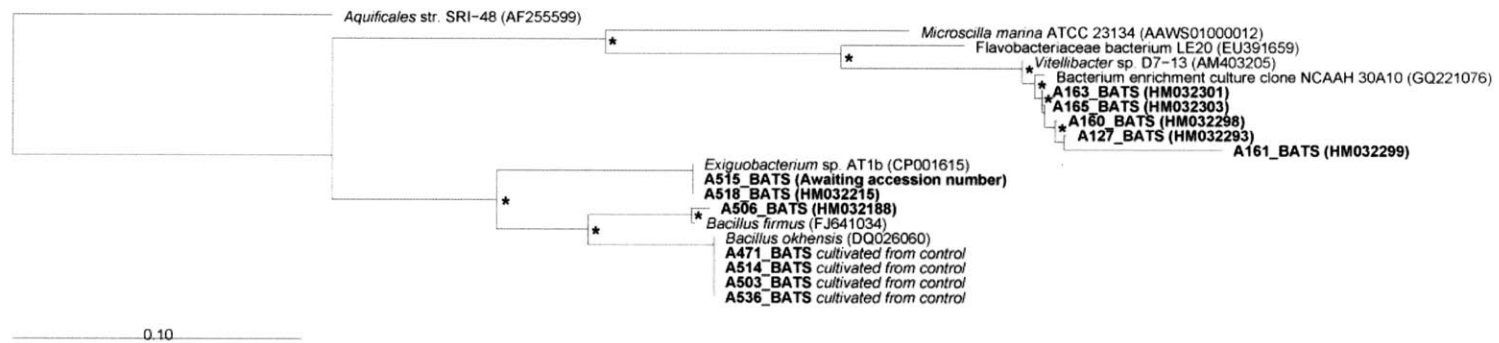 Aquificales str. SRI-48 (AF255599)
Microscilla marina ATCC 23134 (AAWS01000012)
Flavobacteriaceae bacterium LE20 (EU391659)
* Vitellibacter sp. D7-13 (AM403205)
* Bacterium enrichment culture clone NCAAH 30A10 (GQ221076)
A163_BATS (HM032301)
* A165_BATS (HM032303)
A160_BATS (HM032298)
* A127_BATS (HM032293)
A161_BATS (HM032299)
Exiguobacterium sp. AT1b (CP001615)
A515_BATS (Awaiting accession number)
A518_BATS (HM032215)
* A506_BATS (HM032188)
Bacillus firmus (FJ641034)
Bacillus okhensis (DQ026060)
A471_BATS cultivated from control
A514_BATS cultivated from control
A503_BATS cultivated from control
A536_BATS cultivated from control
0.10